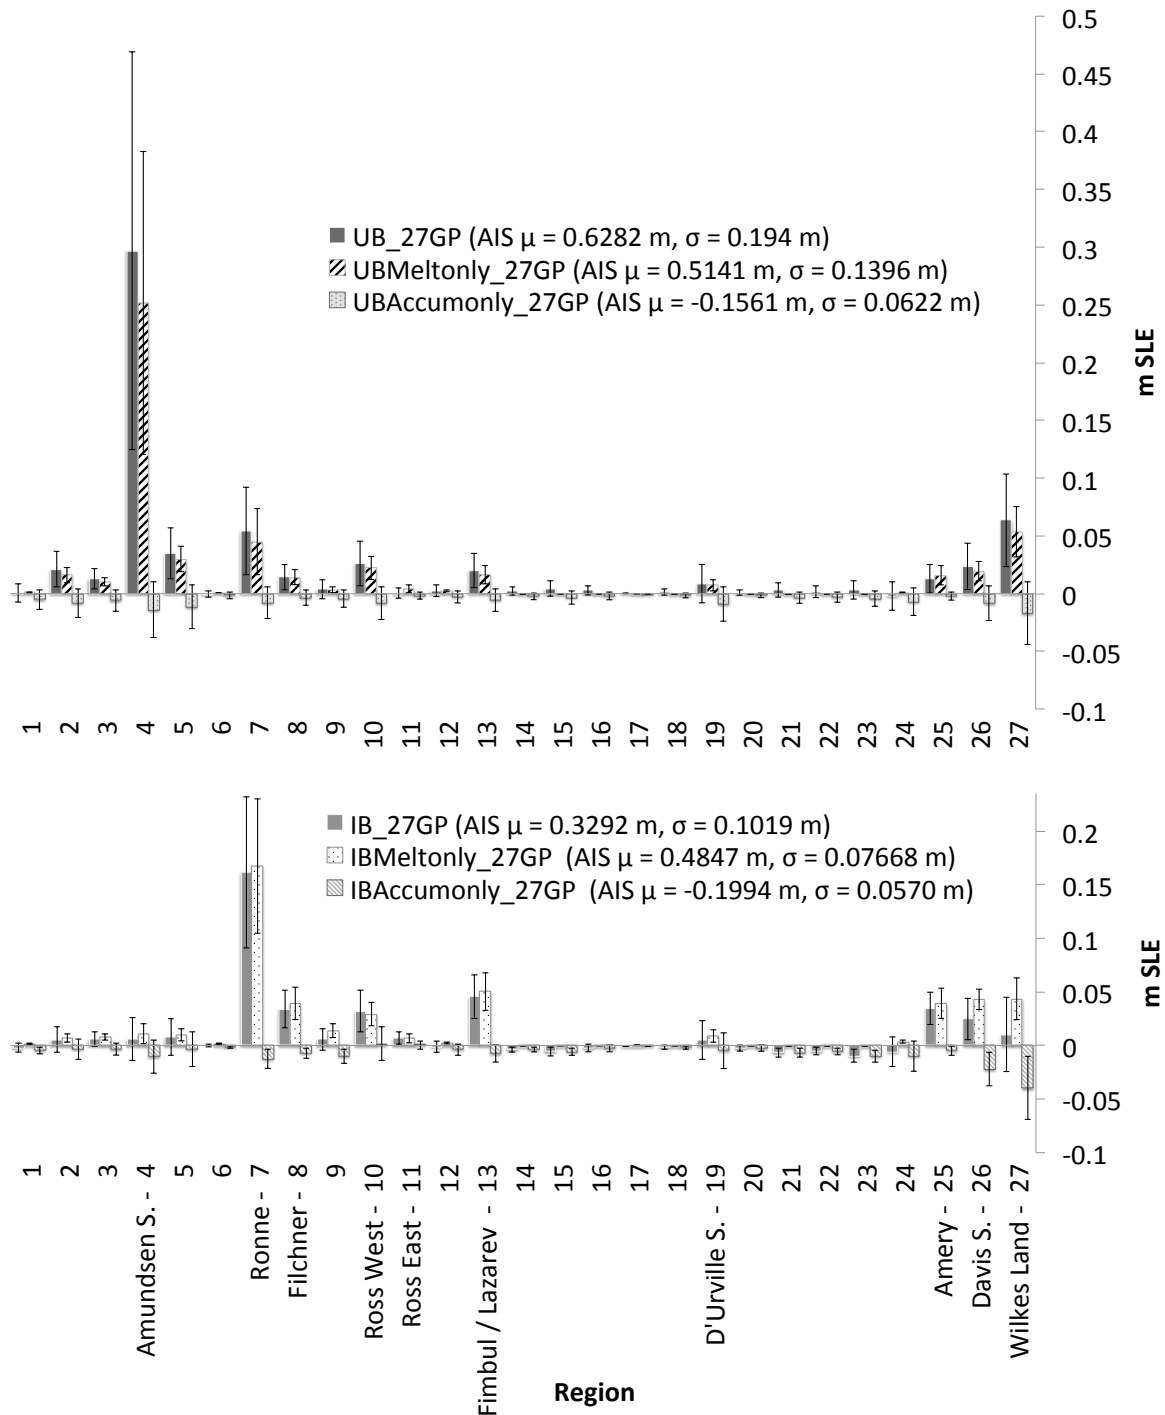 0.5
0.45
0.4
0.35
0.3
0.25
0.2
0.15
0.1
0.05
0
-0.05
-0.1
m SLE
UB_27GP (AIS μ = 0.6282 m, σ = 0.194 m)
UBMeltonly_27GP (AIS μ = 0.5141 m, σ = 0.1396 m)
UBAccumonly_27GP (AIS μ = -0.1561 m, σ = 0.0622 m)
1 2 3 4 5 6 7 8 9 10 11 12 13 14 15 16 17 18 19 20 21 22 23 24 25 26 27
IB_27GP (AIS μ = 0.3292 m, σ = 0.1019 m)
IBMeltonly_27GP (AIS μ = 0.4847 m, σ = 0.07668 m)
IBAccumonly_27GP (AIS μ = -0.1994 m, σ = 0.0570 m)
0.2
0.15
0.1
0.05
0
-0.05
-0.1
m SLE
1
2
3
Amundsen S. - 4
5
6
Ronne - 7
Filchner - 8
9
Ross West - 10
Ross East - 11
12
Fimbul / Lazarev - 13
14
15
16
17
18
D'Urville S. - 19
20
21
22
23
24
Amery - 25
Davis S. - 26
Wilkes Land - 27
Region